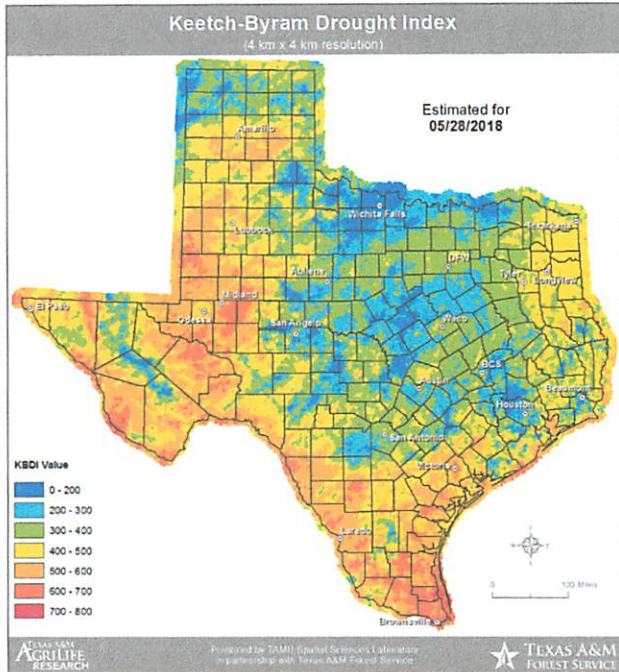 Keetch-Byram Drought Index
(4 km x 4 km resolution)
Estimated for
05/28/2018
Amarillo
Wichita Falls
Texarkana
Lubbock
DFW
Abilene
Tyler
Longview
El Paso
Midland
Odessa
San Angelo
Waco
BCS
Austin
Beaumont
Houston
San Antonio
Victoria
KBDI Value
0 - 200
200 - 300
300 - 400
400 - 500
500 - 600
600 - 700
700 - 800
Laredo
Brownsville
N
W
E
S
0
100 Miles
TEXAS A&M
AGRILIFE
RESEARCH
Produced by TAMU Spatial Sciences Laboratory
in partnership with Texas A&M Forest Service
TEXAS A&M
FOREST SERVICE